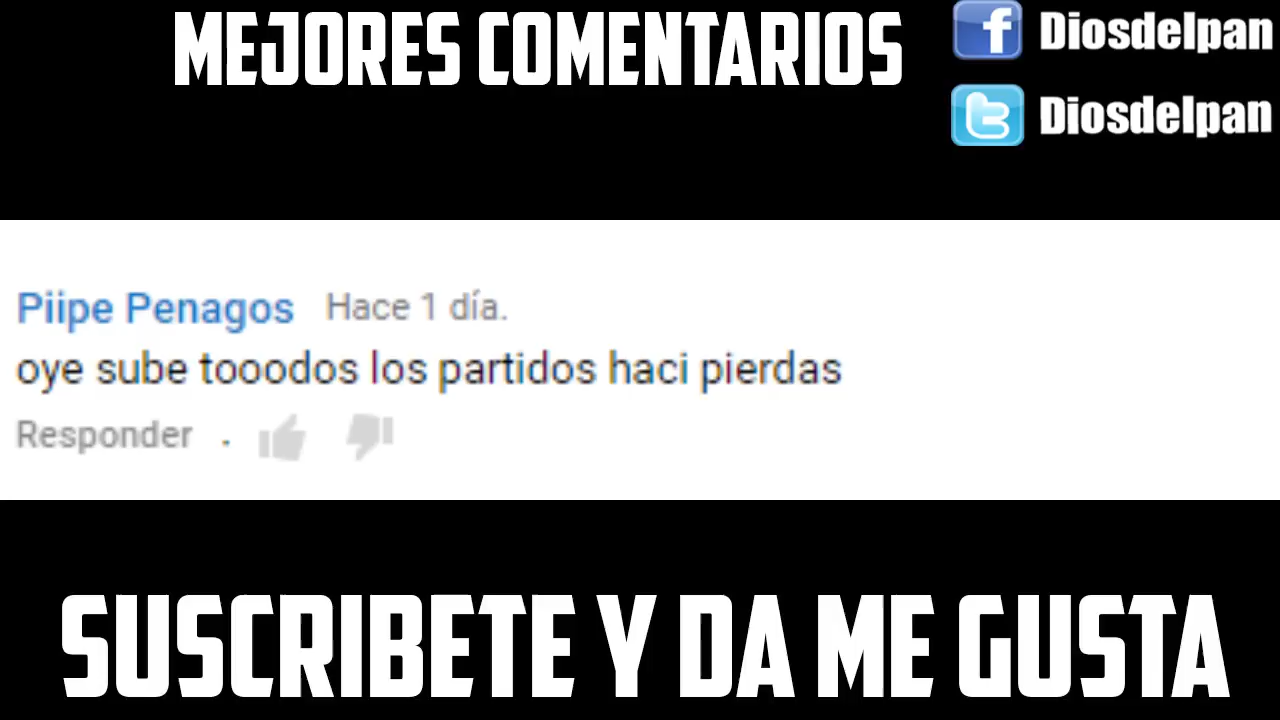 MEJORES COMENTARIOS
Diosdelpan
Diosdelpan
Piipe Penagos Hace 1 día.
oye sube tooodos los partidos haci pierdas
Responder .
SUSCRIBETE Y DA ME GUSTA